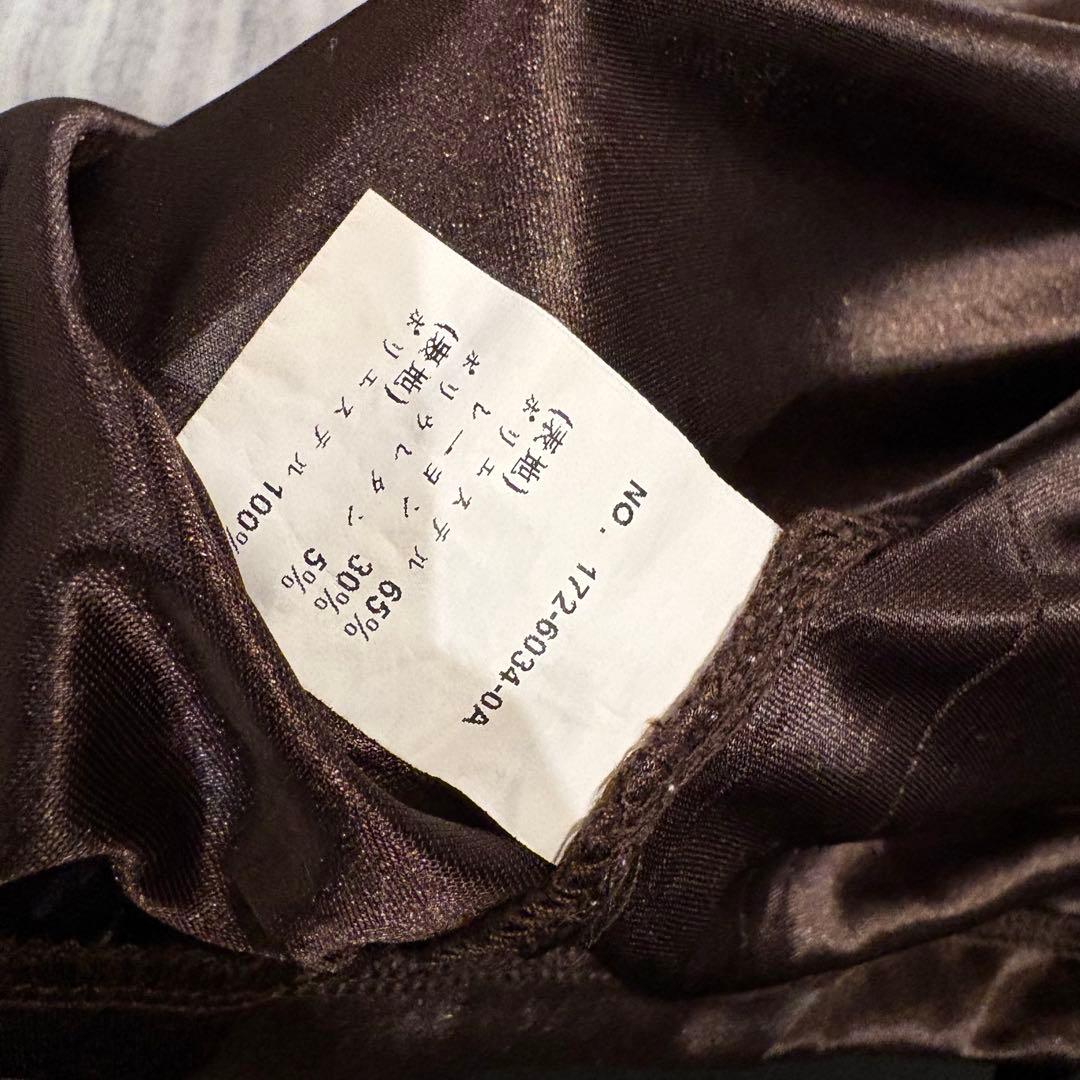 NO. 172-6034-0A
(表地)
ポリエステル 65%
レーヨン 30%
ポリウレタン 5%
(裏地)
ポリエステル 100%